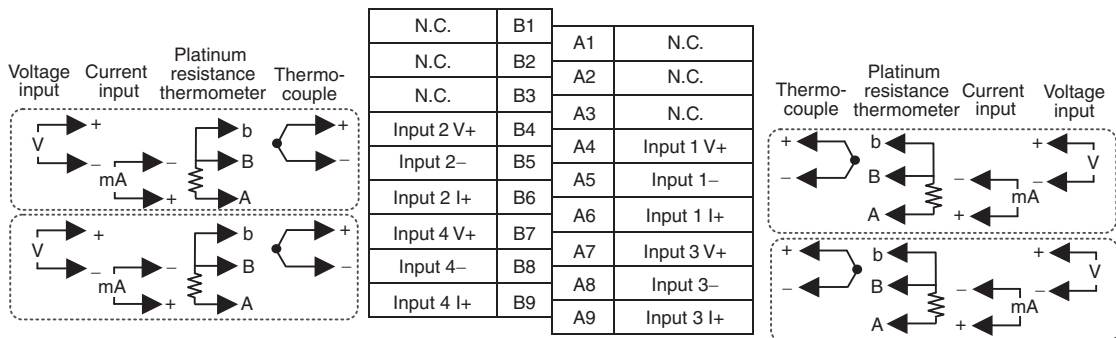 Voltage input
Current input
Platinum resistance thermometer
Thermo-couple
+
V
−
−
mA
+
b
B
A
+
−
+
V
−
−
mA
+
b
B
A
+
−
N.C. B1
N.C. B2
N.C. B3
Input 2 V+ B4
Input 2− B5
Input 2 I+ B6
Input 4 V+ B7
Input 4− B8
Input 4 I+ B9
A1 N.C.
A2 N.C.
A3 N.C.
A4 Input 1 V+
A5 Input 1−
A6 Input 1 I+
A7 Input 3 V+
A8 Input 3−
A9 Input 3 I+
Thermo-couple
Platinum resistance thermometer
Current input
Voltage input
+
−
b
B
A
−
+
mA
+
−
V
+
−
b
B
A
−
+
mA
+
−
V